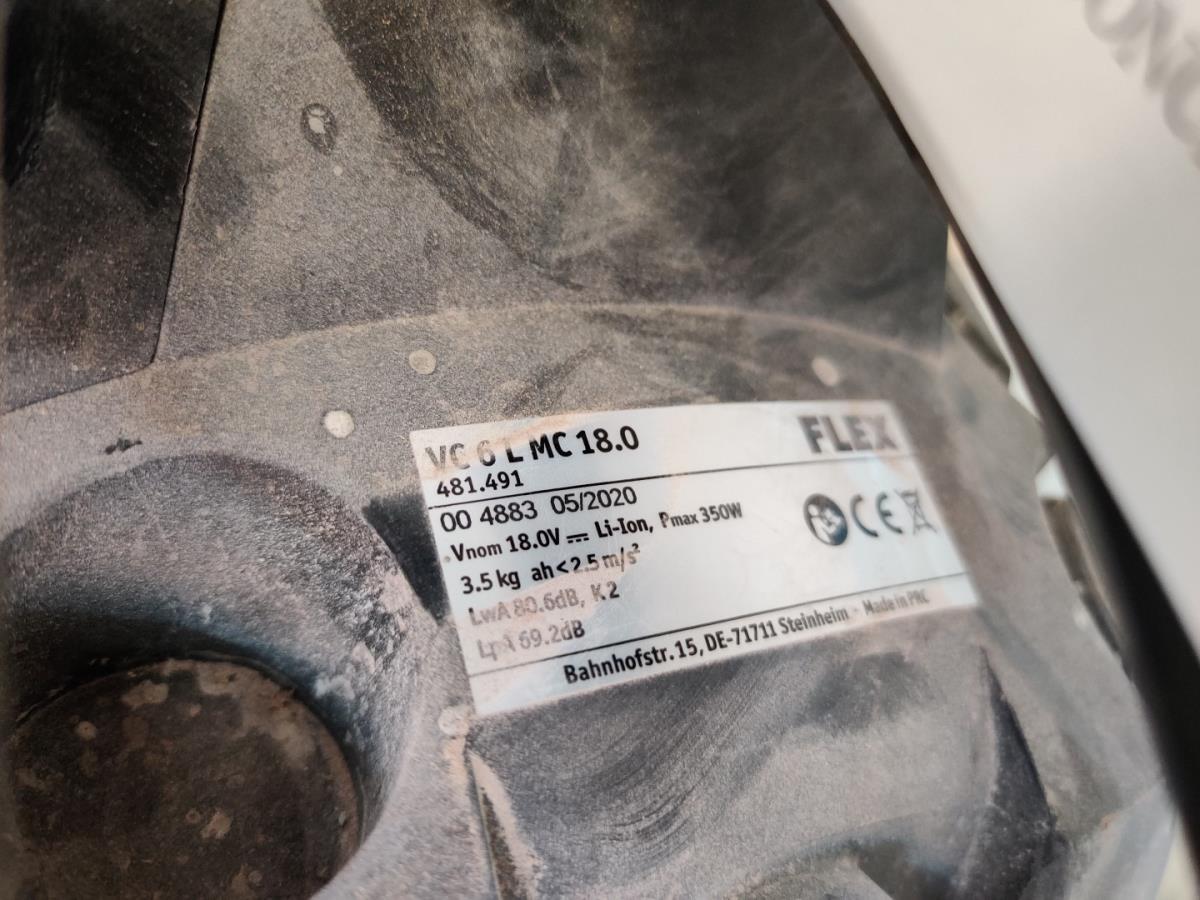 VC 6 L MC 18.0 FLEX
481.491
00 4883 05/2020
Vnom 18.0V Li-Ion, Pmax 350W
3.5 kg ah<2.5 m/s²
LwA 80.6dB, K2
LpA 69.2dB
CE
Bahnhofstr. 15, DE-71711 Steinheim Made in PRC